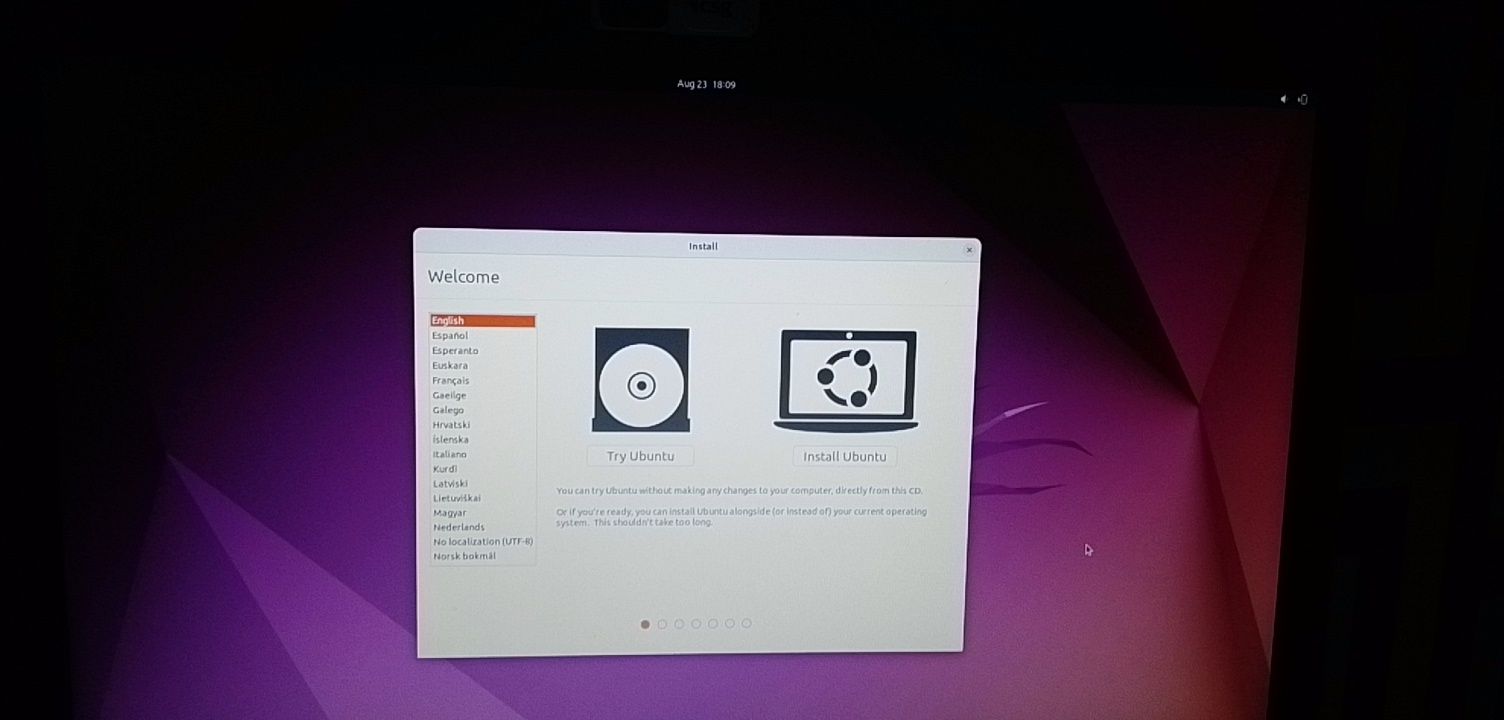 Aug 23 18:09
Install
Welcome
English
Español
Esperanto
Euskara
Français
Gaeilge
Galego
Hrvatski
Íslenska
Italiano
Kurdî
Latviski
Lietuviškai
Magyar
Nederlands
No localization (UTF-8)
Norsk bokmål
Try Ubuntu
Install Ubuntu
You can try Ubuntu without making any changes to your computer, directly from this CD.
Or if you're ready, you can install Ubuntu alongside (or instead of) your current operating
system. This shouldn't take too long.